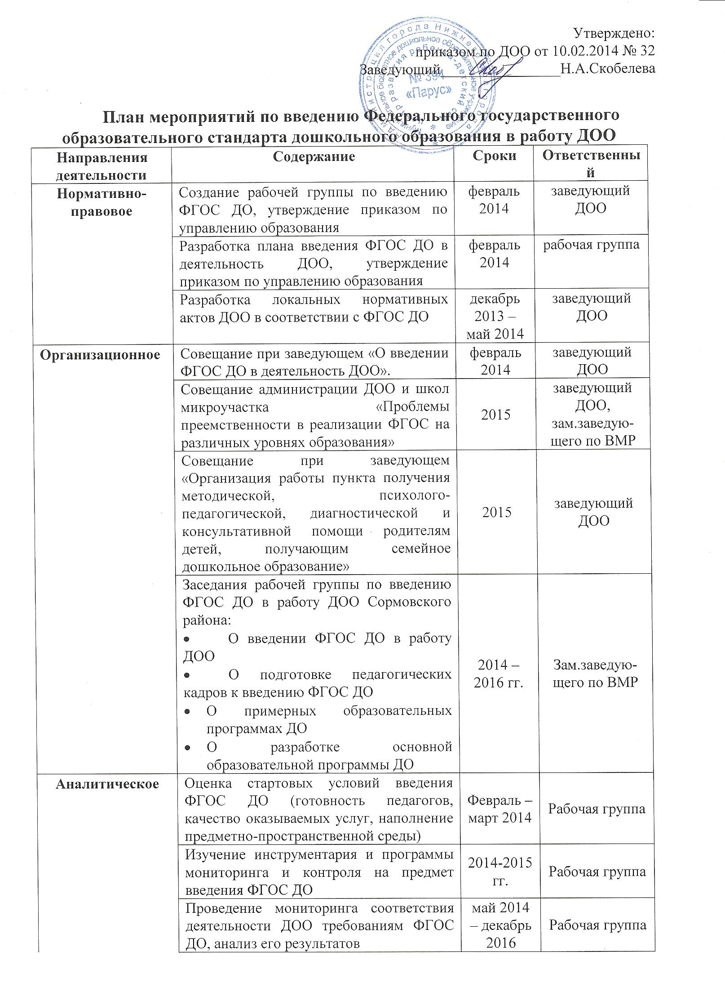 Утверждено:
приказом по ДОО от 10.02.2014 № 32
Заведующий________________Н.А.Скобелева
№ 394
«Парус»
План мероприятий по введению Федерального государственного
образовательного стандарта дошкольного образования в работу ДОО
Направления
деятельности
Содержание
Сроки
Ответственны
й
Нормативно-
правовое
Создание рабочей группы по введению
ФГОС ДО, утверждение приказом по
управлению образования
февраль
2014
заведующий
ДОО
Разработка плана введения ФГОС ДО в
деятельность ДОО, утверждение
приказом по управлению образования
февраль
2014
рабочая группа
Разработка локальных нормативных
актов ДОО в соответствии с ФГОС ДО
декабрь
2013 –
май 2014
заведующий
ДОО
Организационное
Совещание при заведующем «О введении
ФГОС ДО в деятельность ДОО».
февраль
2014
заведующий
ДОО
Совещание администрации ДОО и школ
микроучастка «Проблемы
преемственности в реализации ФГОС на
различных уровнях образования»
2015
заведующий
ДОО,
зам.заведую-
щего по ВМР
Совещание при заведующем
«Организация работы пункта получения
методической, психолого-
педагогической, диагностической и
консультативной помощи родителям
детей, получающим семейное
дошкольное образование»
2015
заведующий
ДОО
Заседания рабочей группы по введению
ФГОС ДО в работу ДОО Сормовского
района:
• О введении ФГОС ДО в работу
ДОО
• О подготовке педагогических
кадров к введению ФГОС ДО
• О примерных образовательных
программах ДО
• О разработке основной
образовательной программы ДО
2014 –
2016 гг.
Зам.заведую-
щего по ВМР
Аналитическое
Оценка стартовых условий введения
ФГОС ДО (готовность педагогов,
качество оказываемых услуг, наполнение
предметно-пространственной среды)
Февраль –
март 2014
Рабочая группа
Изучение инструментария и программы
мониторинга и контроля на предмет
введения ФГОС ДО
2014-2015
гг.
Рабочая группа
Проведение мониторинга соответствия
деятельности ДОО требованиям ФГОС
ДО, анализ его результатов
май 2014
– декабрь
2016
Рабочая группа